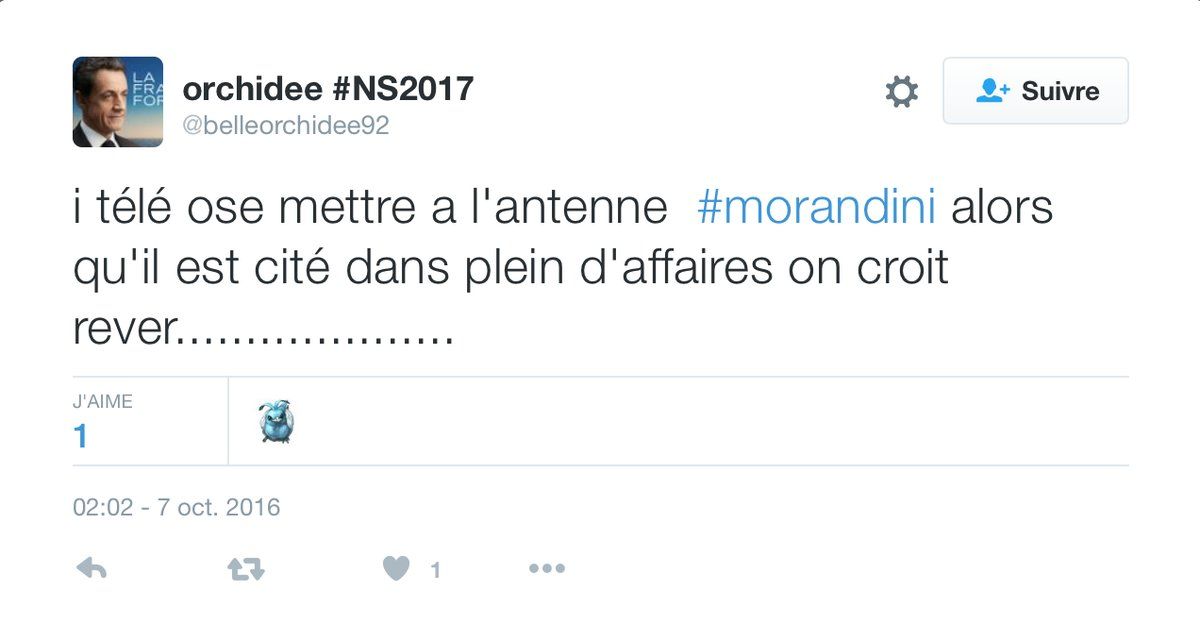 LA
FRA
FOR
orchidee #NS2017
@belleorchidee92
Suivre
i télé ose mettre a l'antenne  #morandini alors
qu'il est cité dans plein d'affaires on croit
rever....................
J'AIME
1
02:02 - 7 oct. 2016
1